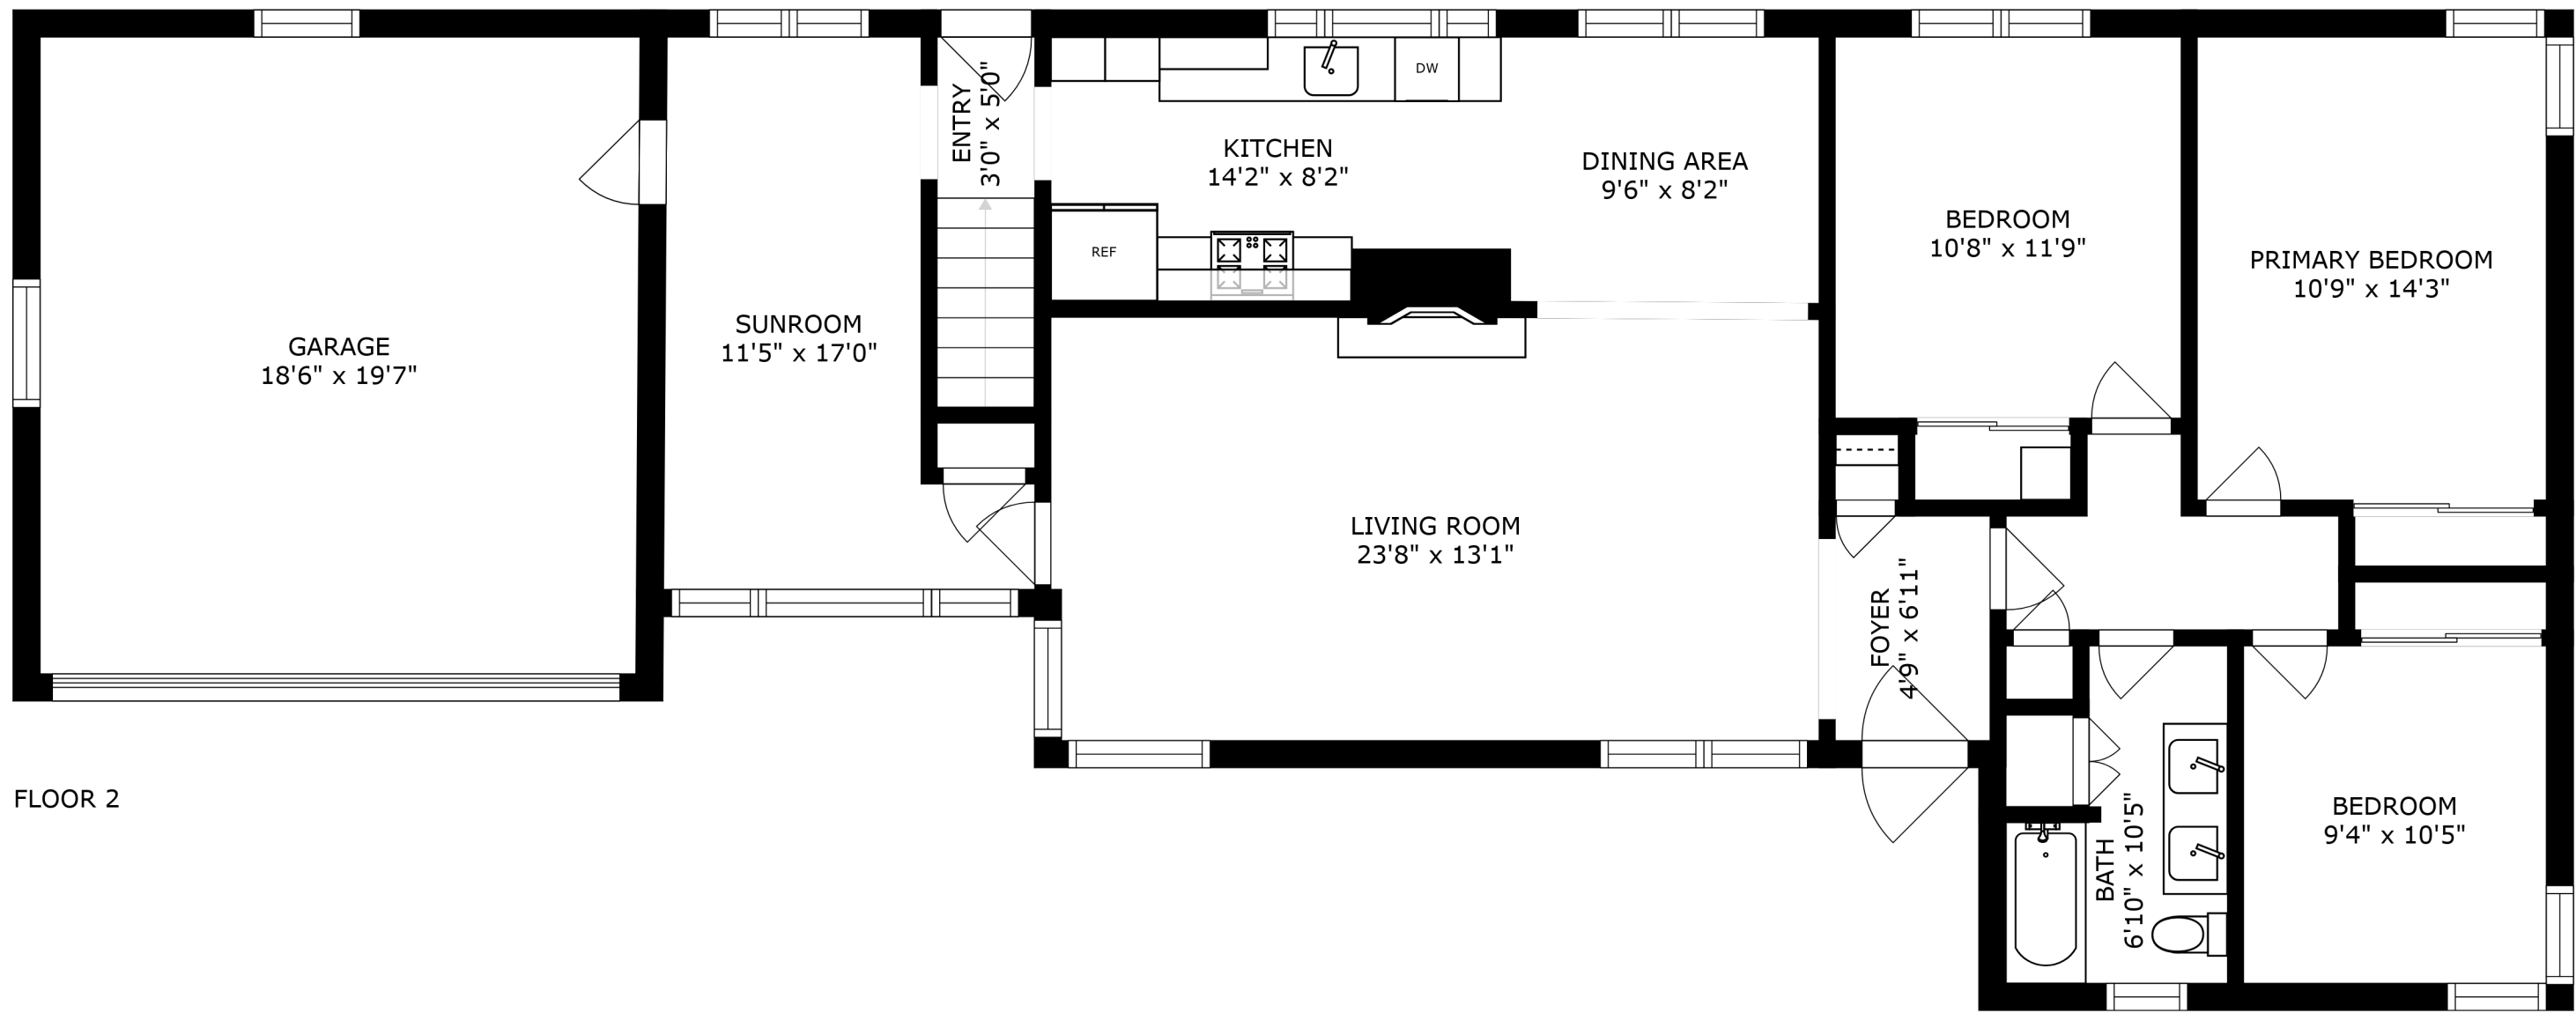 DW
ENTRY
3'0" x 5'0"
KITCHEN
14'2" x 8'2"
DINING AREA
9'6" x 8'2"
BEDROOM
10'8" x 11'9"
PRIMARY BEDROOM
10'9" x 14'3"
REF
SUNROOM
11'5" x 17'0"
GARAGE
18'6" x 19'7"
LIVING ROOM
23'8" x 13'1"
FOYER
4'9" x 6'11"
FLOOR 2
BATH
6'10" x 10'5"
BEDROOM
9'4" x 10'5"